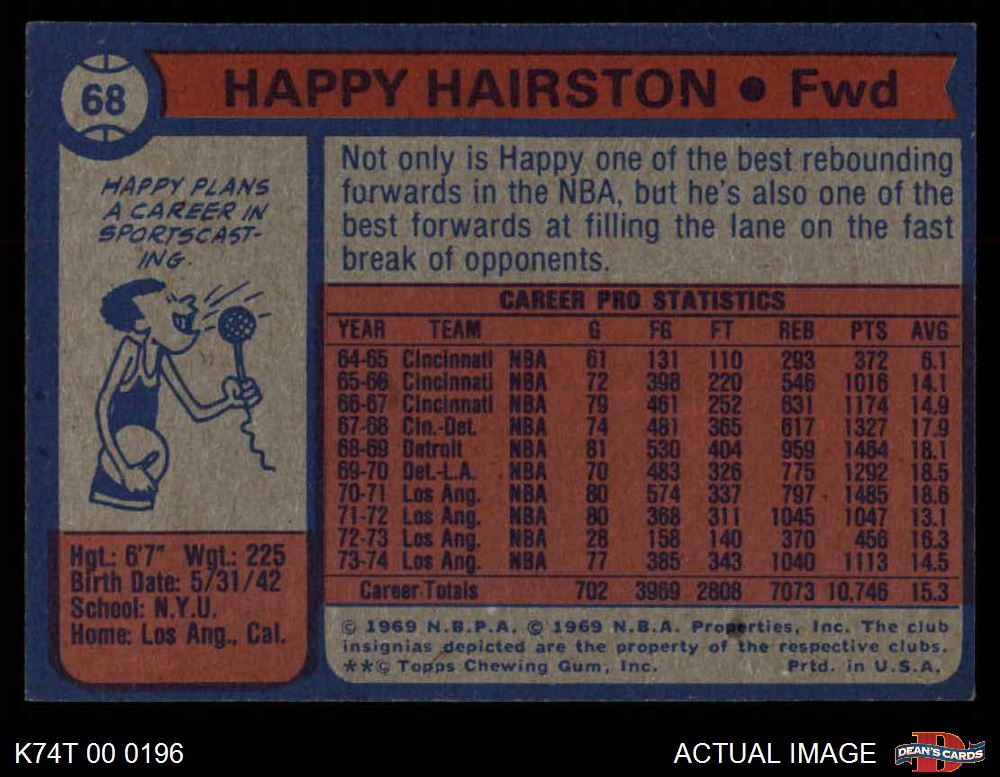 68
HAPPY HAIRSTON • Fwd
HAPPY PLANS
A CAREER IN
SPORTSCAST-
ING.
Not only is Happy one of the best rebounding
forwards in the NBA, but he's also one of the
best forwards at filling the lane on the fast
break of opponents.
CAREER PRO STATISTICS
YEAR TEAM G FG FT REB PTS AVG
64-65 Cincinnati NBA 61 131 110 293 372 6.1
65-66 Cincinnati NBA 72 398 220 546 1016 14.1
66-67 Cincinnati NBA 79 461 252 631 1174 14.9
67-68 Cin.-Det. NBA 74 481 365 617 1327 17.9
68-69 Detroit NBA 81 530 404 959 1464 18.1
69-70 Det.-L.A. NBA 70 483 326 775 1292 18.5
70-71 Los Ang. NBA 80 574 337 797 1485 18.6
71-72 Los Ang. NBA 80 368 311 1045 1047 13.1
72-73 Los Ang. NBA 28 158 140 370 456 16.3
73-74 Los Ang. NBA 77 385 343 1040 1113 14.5
Career Totals 702 3969 2808 7073 10,746 15.3
Hgt.: 6'7" Wgt.: 225
Birth Date: 5/31/42
School: N.Y.U.
Home: Los Ang., Cal.
© 1969 N.B.P.A. © 1969 N.B.A. Properties, Inc. The club
insignias depicted are the property of the respective clubs.
**© Topps Chewing Gum, Inc. Prtd. in U.S.A.
K74T 00 0196
ACTUAL IMAGE
DEAN'S CARDS